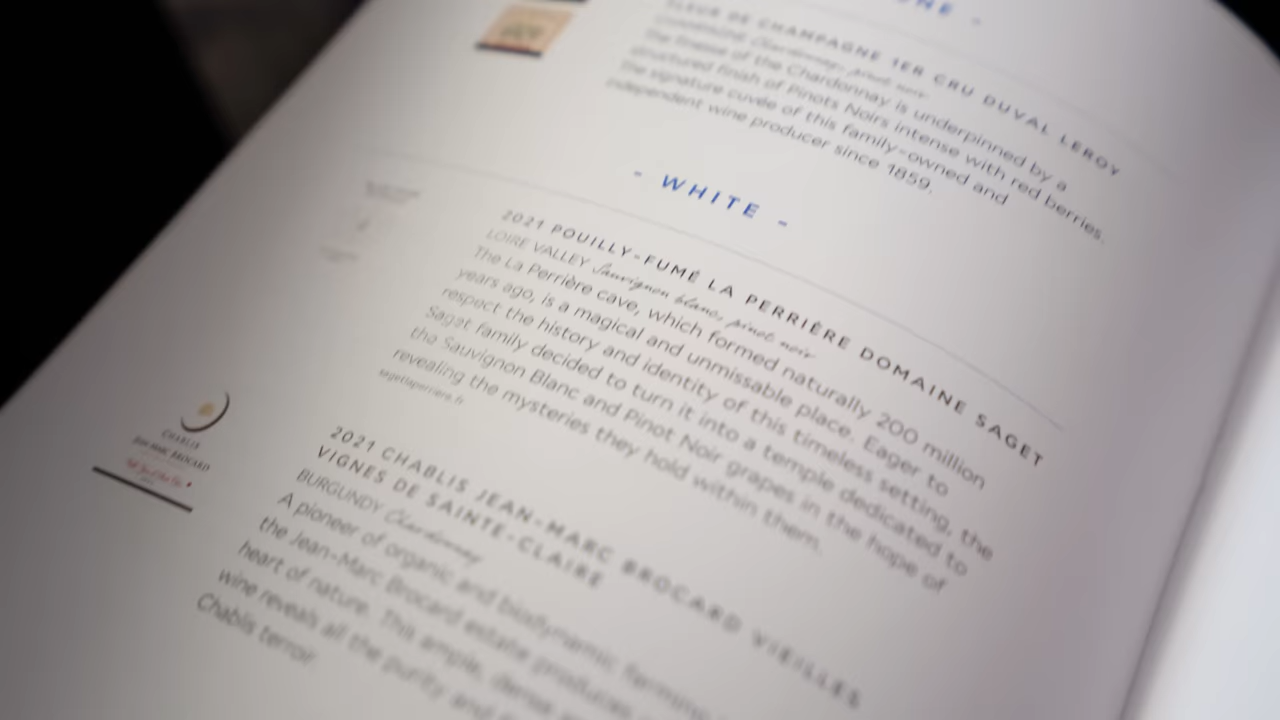 NE -
FLEUR DE CHAMPAGNE 1ER CRU DUVAL LEROY
CHAMPAGNE Chardonnay, pinot noir
The finesse of the Chardonnay is underpinned by a
structured finish of Pinots Noirs intense with red berries.
The signature cuvée of this family-owned and
independent wine producer since 1859.
- WHITE -
2021 POUILLY-FUMÉ LA PERRIÈRE DOMAINE SAGET
LOIRE VALLEY Sauvignon blanc, pinot noir
The La Perrière cave, which formed naturally 200 million
years ago, is a magical and unmissable place. Eager to
respect the history and identity of this timeless setting, the
Saget family decided to turn it into a temple dedicated to
the Sauvignon Blanc and Pinot Noir grapes in the hope of
revealing the mysteries they hold within them.
sagetlaperriere.fr
CHABLIS
JEAN-MARC BROCARD
2021 CHABLIS JEAN-MARC BROCARD VIEILLES
VIGNES DE SAINTE-CLAIRE
BURGUNDY Chardonnay
A pioneer of organic and biodynamic farming
the Jean-Marc Brocard estate produces
heart of nature. This ample, dense
wine reveals all the purity and
Chablis terroir.